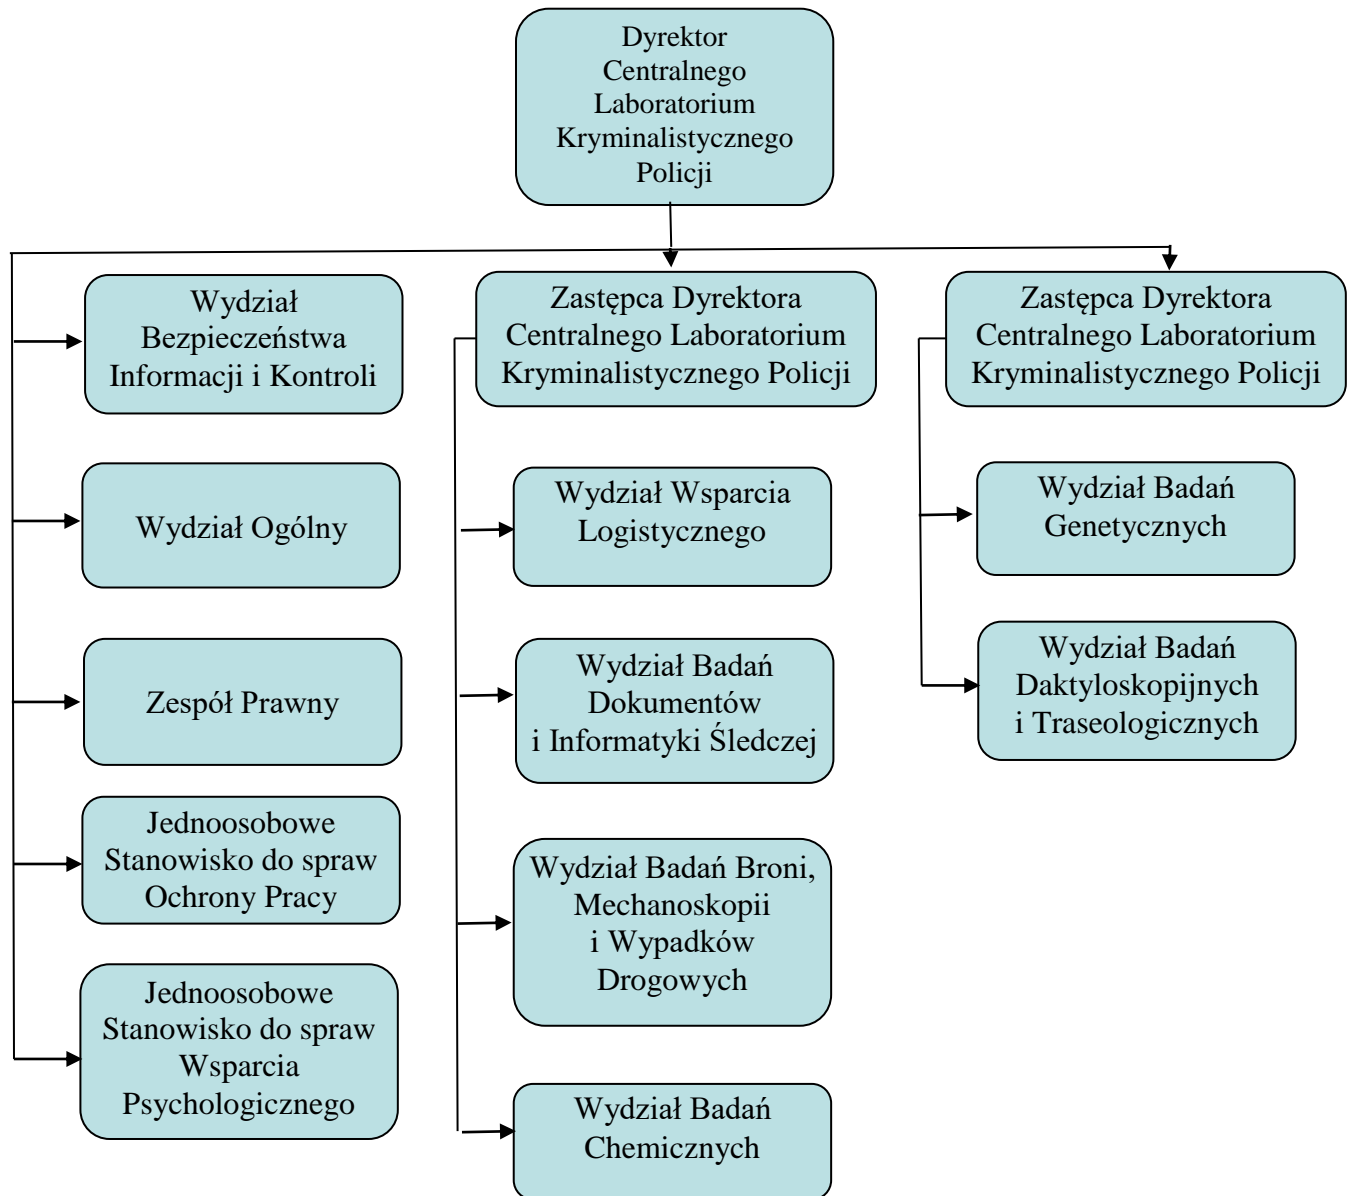 Dyrektor
Centralnego
Laboratorium
Kryminalistycznego
Policji
Wydział
Bezpieczeństwa
Informacji i Kontroli
Wydział Ogólny
Zespół Prawny
Jednoosobowe
Stanowisko do spraw
Ochrony Pracy
Jednoosobowe
Stanowisko do spraw
Wsparcia
Psychologicznego
Zastępca Dyrektora
Centralnego Laboratorium
Kryminalistycznego Policji
Wydział Wsparcia
Logistycznego
Wydział Badań
Dokumentów
i Informatyki Śledczej
Wydział Badań Broni,
Mechanoskopii
i Wypadków
Drogowych
Wydział Badań
Chemicznych
Zastępca Dyrektora
Centralnego Laboratorium
Kryminalistycznego Policji
Wydział Badań
Genetycznych
Wydział Badań
Daktyloskopijnych
i Traseologicznych